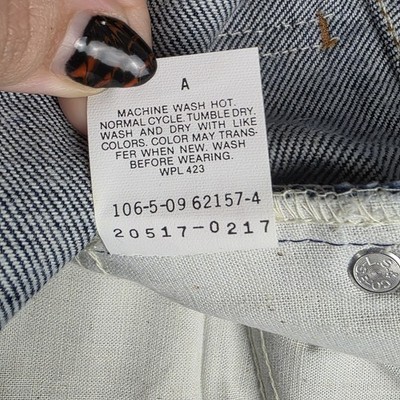 A
MACHINE WASH HOT.
NORMAL CYCLE. TUMBLE DRY.
WASH AND DRY WITH LIKE
COLORS. COLOR MAY TRANS-
FER WHEN NEW. WASH
BEFORE WEARING.
WPL 423
106-5-09 62157-4
20517-0217